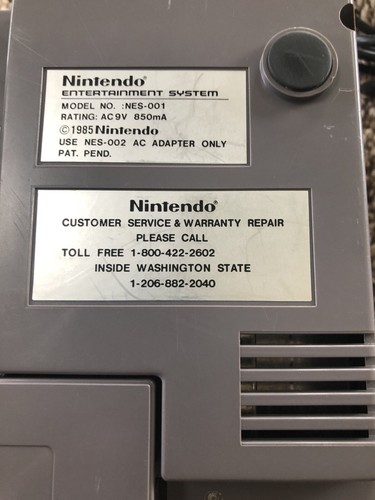 Nintendo®
ENTERTAINMENT SYSTEM
MODEL NO. :NES-001
RATING: AC9V 850mA
©1985 Nintendo
USE NES-002 AC ADAPTER ONLY
PAT. PEND.
Nintendo®
CUSTOMER SERVICE & WARRANTY REPAIR
PLEASE CALL
TOLL FREE 1-800-422-2602
INSIDE WASHINGTON STATE
1-206-882-2040